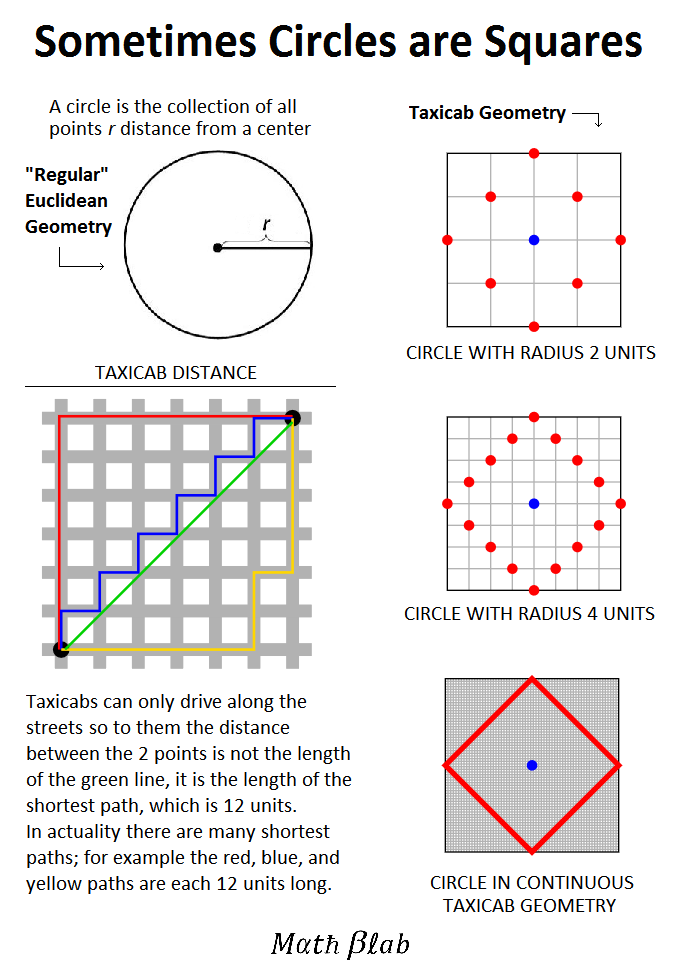 Sometimes Circles are Squares
A circle is the collection of all
points r distance from a center
"Regular"
Euclidean
Geometry
r
TAXICAB DISTANCE
Taxicabs can only drive along the
streets so to them the distance
between the 2 points is not the length
of the green line, it is the length of the
shortest path, which is 12 units.
In actuality there are many shortest
paths; for example the red, blue, and
yellow paths are each 12 units long.
Taxicab Geometry
CIRCLE WITH RADIUS 2 UNITS
CIRCLE WITH RADIUS 4 UNITS
CIRCLE IN CONTINUOUS
TAXICAB GEOMETRY
Math βlab